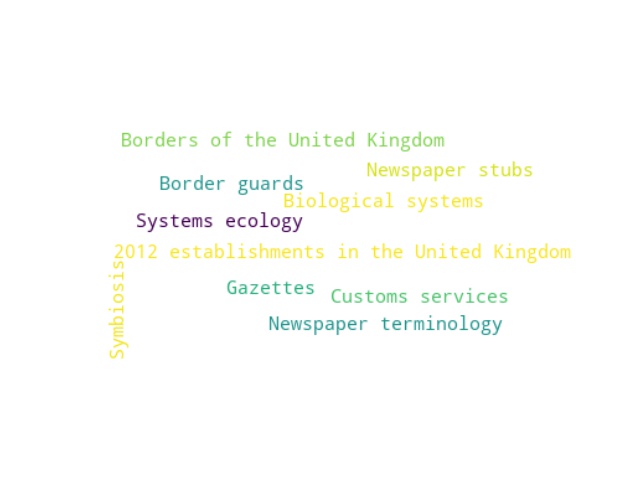 Borders of the United Kingdom
Newspaper stubs
Border guards
Biological systems
Systems ecology
2012 establishments in the United Kingdom
Symbiosis
Gazettes
Customs services
Newspaper terminology